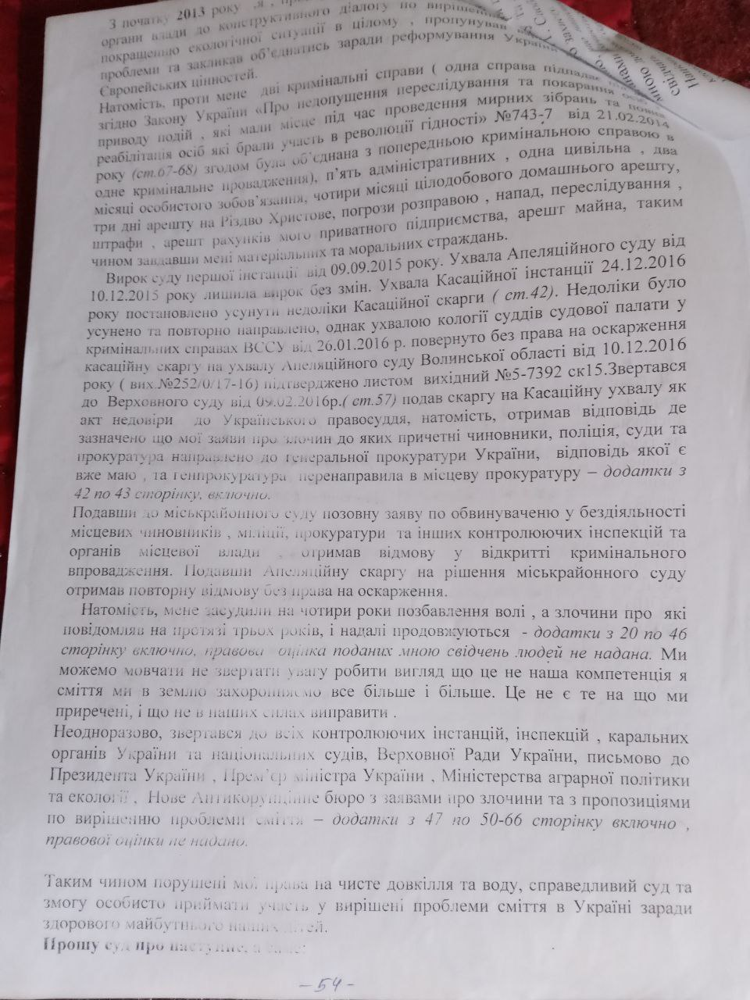 З початку 2013 року я
органи влади до конструктивного діалогу по вирішенню
покращенню екологічної ситуації в цілому , пропонував
проблеми та закликав об’єднатись заради реформування України
Європейських цінностей.
Натомість, проти мене дві кримінальні справи ( одна справа підпадає
згідно Закону України «Про недопущення переслідування та покарання осіб
приводу подій , які мали місце під час проведення мирних зібрань та повна
реабілітація осіб які брали участь в революції гідності» №743-7 від 21.02.2014
року (ст.67-68) згодом була об’єднана з попередньою кримінальною справою в
одне кримінальне провадження), п’ять адміністративних , одна цивільна , два
місяці особистого зобов’язання, чотири місяці цілодобового домашнього арешту,
три дні арешту на Різдво Христове, погрози розправою , напад, переслідування ,
штрафи , арешт рахунків мого приватного підприємства, арешт майна, таким
чином завдавши мені матеріальних та моральних страждань.
Вирок суду першої інстанції від 09.09.2015 року. Ухвала Апеляційного суду від
10.12.2015 року лишила вирок без змін. Ухвала Касаційної інстанції 24.12.2016
року постановлено усунути недоліки Касаційної скарги ( ст.42). Недоліки було
усунено та повторно направлено, однак ухвалою кології суддів судової палати у
кримінальних справах ВССУ від 26.01.2016 р. повернуто без права на оскарження
касаційну скаргу на ухвалу Апеляційного суду Волинської області від 10.12.2016
року ( вих.№252/0/17-16) підтверджено листом вихідний №5-7392 ск15.Звертався
до Верховного суду від 09.02.2016р.( ст.57) подав скаргу на Касаційну ухвалу як
акт недовіри до Українського правосуддя, натомість, отримав відповідь де
зазначено що мої заяви про злочин до яких причетні чиновники, поліція, суди та
прокуратура направлено до генеральної прокуратури України, відповідь якої є
вже маю , та генпрокуратура перенаправила в місцеву прокуратуру – додатки з
42 по 43 сторінку, включно.
Подавши до міськрайонного суду позовну заяву по обвинуваченю у бездіяльності
місцевих чиновників , міліції, прокуратури та інших контролюючих інспекцій та
органів місцевої влади , отримав відмову у відкритті кримінального
впровадження. Подавши Апеляційну скаргу на рішення міськрайонного суду
отримав повторну відмову без права на оскарження.
Натомість, мене засудили на чотири роки позбавлення волі , а злочини про які
повідомляв на протязі трьох років, і надалі продовжуються - додатки з 20 по 46
сторінку включно, правова оцінка поданих мною свідчень людей не надана. Ми
можемо мовчати не звертати увагу робити вигляд що це не наша компетенція я
сміття ми в землю захороняємо все більше і більше. Це не є те на що ми
приречені, і що не в наших силах виправити .
Неодноразово, звертався до всіх контролюючих інстанцій, інспекцій , каральних
органів України та національних судів, Верховної Ради України, письмово до
Президента України , Прем’єр міністра України , Міністерства аграрної політики
та екології , Нове Антикорупційне бюро з заявами про злочини та з пропозиціями
по вирішенню проблеми сміття – додатки з 47 по 50-66 сторінку включно ,
правової оцінки не надано.
Таким чином порушені мої права на чисте довкілля та воду, справедливий суд та
змогу особисто приймати участь у вирішені проблеми сміття в Україні заради
здорового майбутнього наших дітей.
Прошу суд про наступне, а саме:
- 54 -